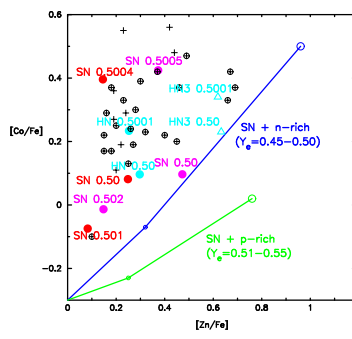 0.6
SN 0.5005
SN 0.5004
HN3 0.5001
0.4
HN 0.5001
HN3 0.50
[Co/Fe]
SN + n-rich
0.2
(Yₑ=0.45-0.50)
HN 0.50
SN 0.50
SN 0.50
SN 0.502
0
SN 0.501
SN + p-rich
(Yₑ=0.51-0.55)
-0.2
0
0.2
0.4
0.6
0.8
1
[Zn/Fe]